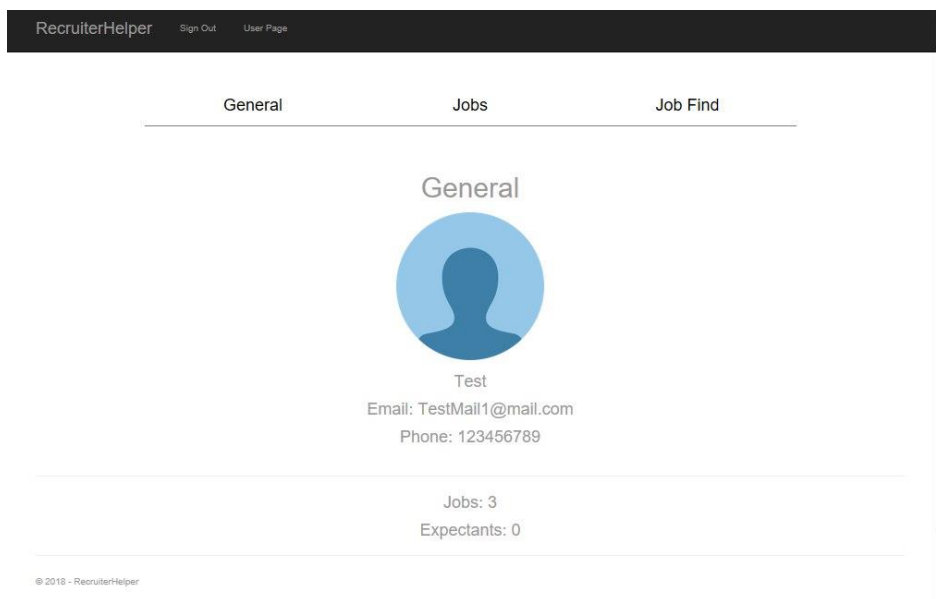 RecruiterHelper Sign Out User Page
General Jobs Job Find
General
Test
Email: TestMail1@mail.com
Phone: 123456789
Jobs: 3
Expectants: 0
© 2018 - RecruiterHelper